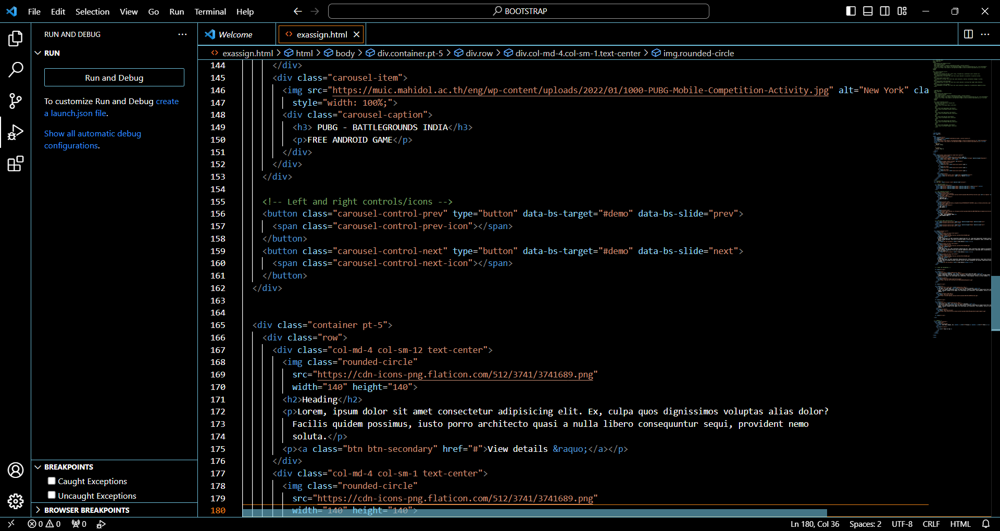 File Edit Selection View Go Run Terminal Help
BOOTSTRAP
RUN AND DEBUG
Welcome
exassign.html
RUN
exassign.html > html > body > div.container.pt-5 > div.row > div.col-md-4.col-sm-1.text-center > img.rounded-circle
Run and Debug
To customize Run and Debug create
a launch.json file.
Show all automatic debug
configurations.
144 </div>
145 <div class="carousel-item">
146 <img src="https://muic.mahidol.ac.th/eng/wp-content/uploads/2022/01/1000-PUBG-Mobile-Competition-Activity.jpg" alt="New York" cla
147 style="width: 100%;">
148 <div class="carousel-caption">
149 <h3> PUBG - BATTLEGROUNDS INDIA</h3>
150 <p>FREE ANDROID GAME</p>
151 </div>
152 </div>
153 </div>
154
155 <!-- Left and right controls/icons -->
156 <button class="carousel-control-prev" type="button" data-bs-target="#demo" data-bs-slide="prev">
157 <span class="carousel-control-prev-icon"></span>
158 </button>
159 <button class="carousel-control-next" type="button" data-bs-target="#demo" data-bs-slide="next">
160 <span class="carousel-control-next-icon"></span>
161 </button>
162 </div>
163
164
165 <div class="container pt-5">
166 <div class="row">
167 <div class="col-md-4 col-sm-12 text-center">
168 <img class="rounded-circle"
169 src="https://cdn-icons-png.flaticon.com/512/3741/3741689.png"
170 width="140" height="140">
171 <h2>Heading</h2>
172 <p>Lorem, ipsum dolor sit amet consectetur adipisicing elit. Ex, culpa quos dignissimos voluptas alias dolor?
173 Facilis quidem possimus, iusto porro architecto quasi a nulla libero consequuntur sequi, provident nemo
174 soluta.</p>
175 <p><a class="btn btn-secondary" href="#">View details &raquo;</a></p>
176 </div>
177 <div class="col-md-4 col-sm-1 text-center">
178 <img class="rounded-circle"
179 src="https://cdn-icons-png.flaticon.com/512/3741/3741689.png"
180 width="140" height="140">
BREAKPOINTS
Caught Exceptions
Uncaught Exceptions
BROWSER BREAKPOINTS
0 0 0
Ln 180, Col 36 Spaces: 2 UTF-8 CRLF HTML